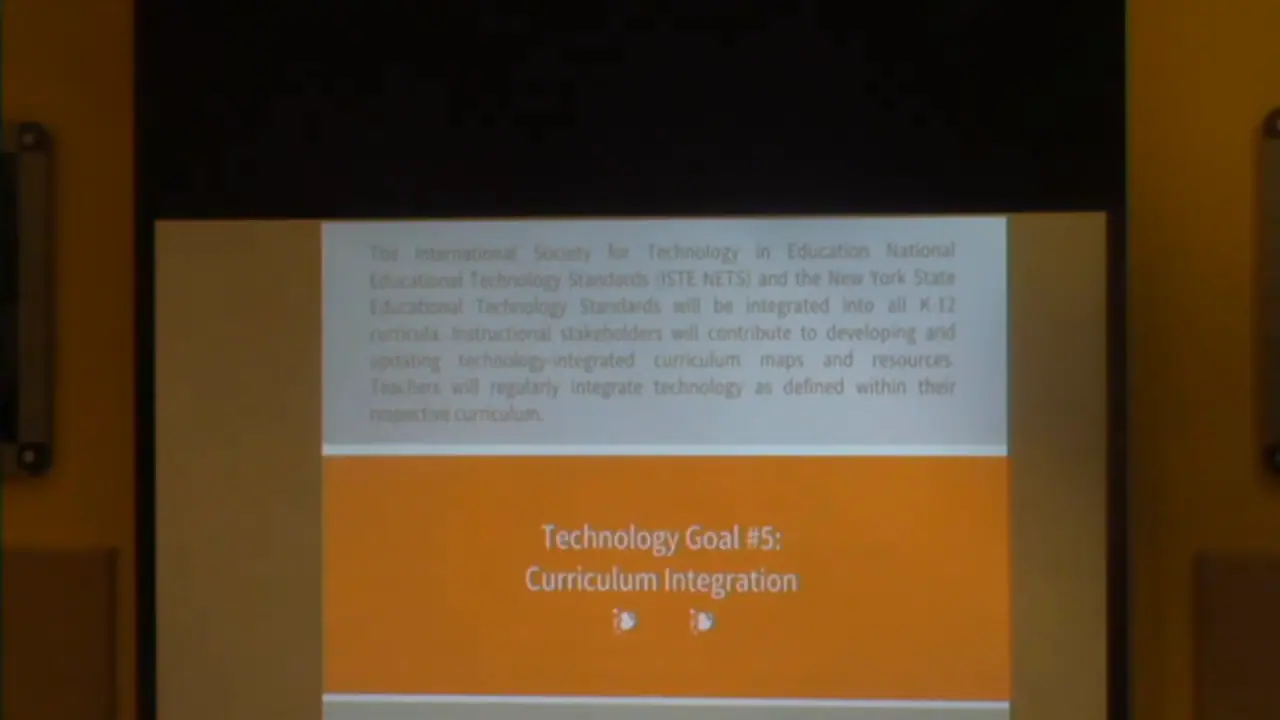 The International Society for Technology in Education National
Educational Technology Standards (ISTE NETS) and the New York State
Educational Technology Standards will be integrated into all K-12
curricula. Instructional stakeholders will contribute to developing and
updating technology-integrated curriculum maps and resources.
Teachers will regularly integrate technology as defined within their
respective curriculum.
Technology Goal #5:
Curriculum Integration